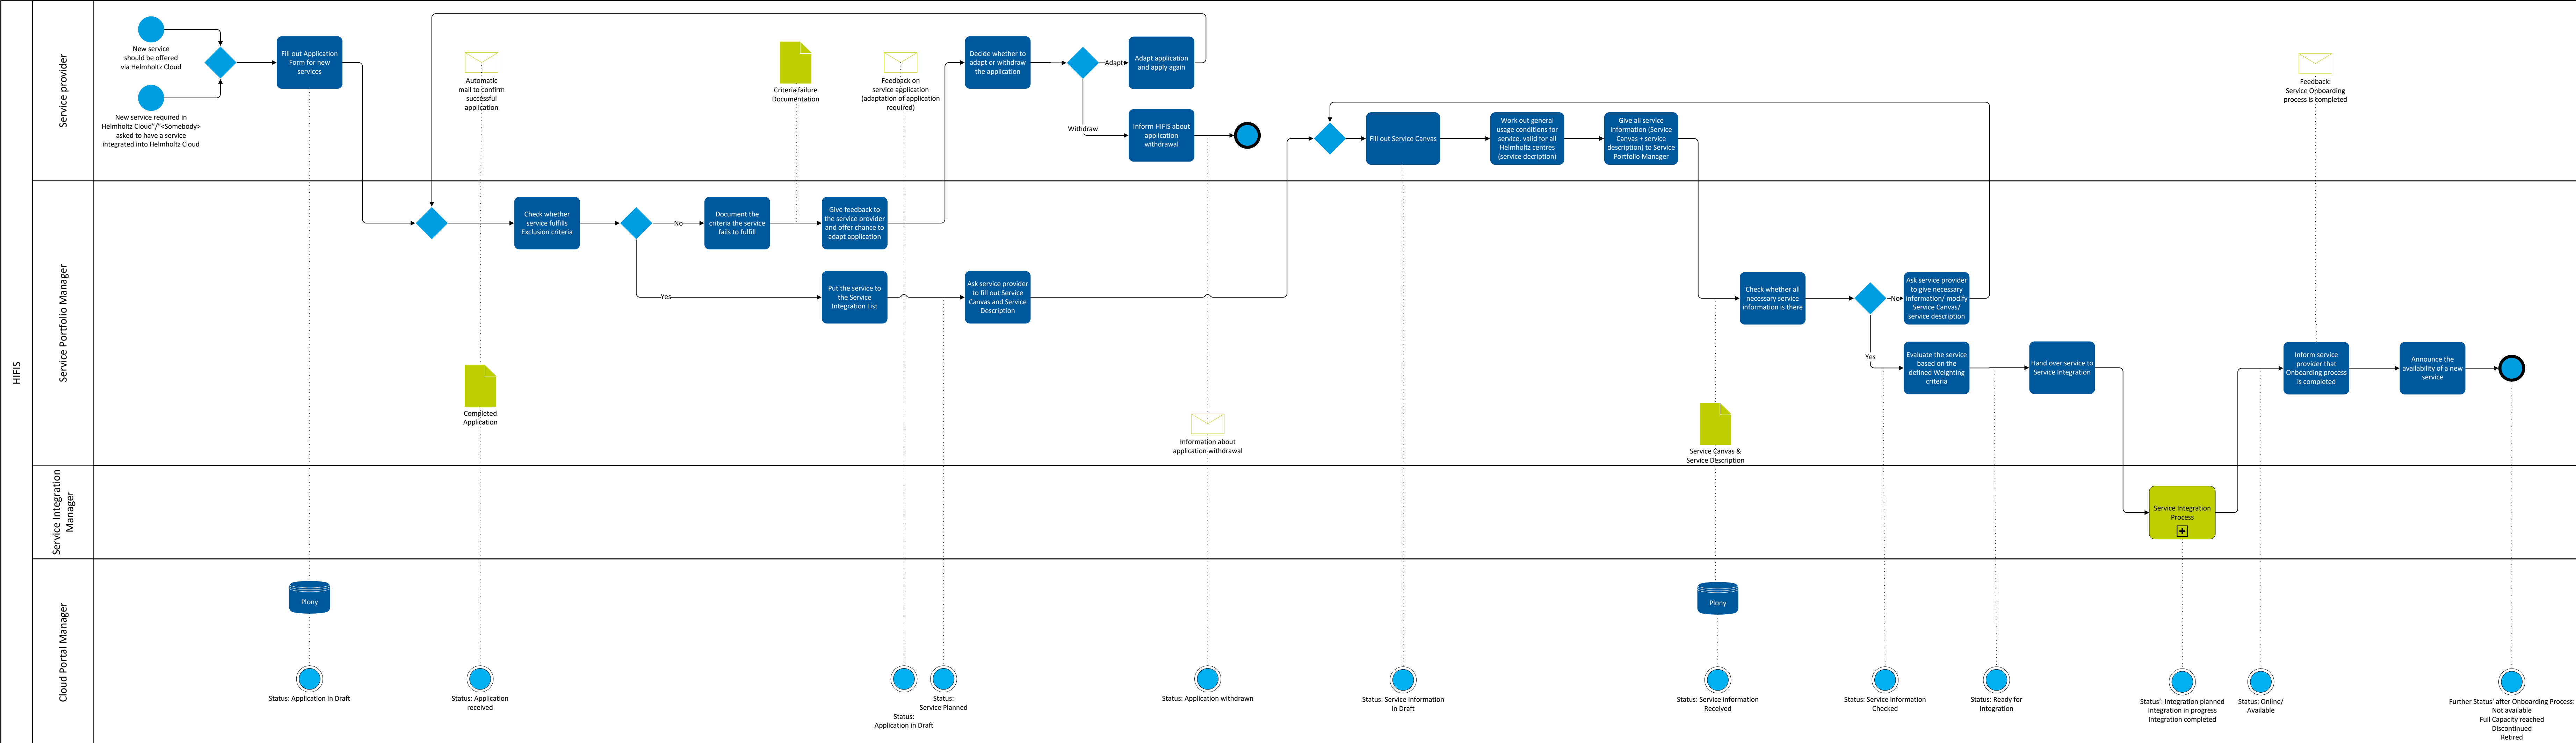 HIFIS
Service provider
New service
should be offered
via Helmholtz Cloud
New service required in
Helmholtz Cloud"/"<Somebody>
asked to have a service
integrated into Helmholtz Cloud
Fill out Application
Form for new
services
Automatic
mail to confirm
successful
application
Criteria failure
Documentation
Feedback on
service application
(adaptation of application
required)
Decide whether to
adapt or withdraw
the application
Adapt
Adapt application
and apply again
Withdraw
Inform HIFIS about
application
withdrawal
Fill out Service Canvas
Work out general
usage conditions for
service, valid for all
Helmholtz centres
(service decription)
Give all service
information (Service
Canvas + service
description) to Service
Portfolio Manager
Feedback:
Service Onboarding
process is completed
Service Portfolio Manager
Check whether
service fulfills
Exclusion criteria
No
Document the
criteria the service
fails to fulfill
Give feedback to
the service provider
and offer chance to
adapt application
Yes
Put the service to
the Service
Integration List
Ask service provider
to fill out Service
Canvas and Service
Description
Completed
Application
Information about
application withdrawal
Check whether all
necessary service
information is there
No
Ask service provider
to give necessary
information/ modify
Service Canvas/
service description
Yes
Evaluate the service
based on the
defined Weighting
criteria
Hand over service to
Service Integration
Service Canvas &
Service Description
Inform service
provider that
Onboarding process
is completed
Announce the
availability of a new
service
Service Integration
Manager
Service Integration
Process
Cloud Portal Manager
Plony
Plony
Status: Application in Draft
Status: Application
received
Status:
Application in Draft
Status:
Service Planned
Status: Application withdrawn
Status: Service Information
in Draft
Status: Service information
Received
Status: Service information
Checked
Status: Ready for
Integration
Status': Integration planned
Integration in progress
Integration completed
Status: Online/
Available
Further Status' after Onboarding Process:
Not available
Full Capacity reached
Discontinued
Retired